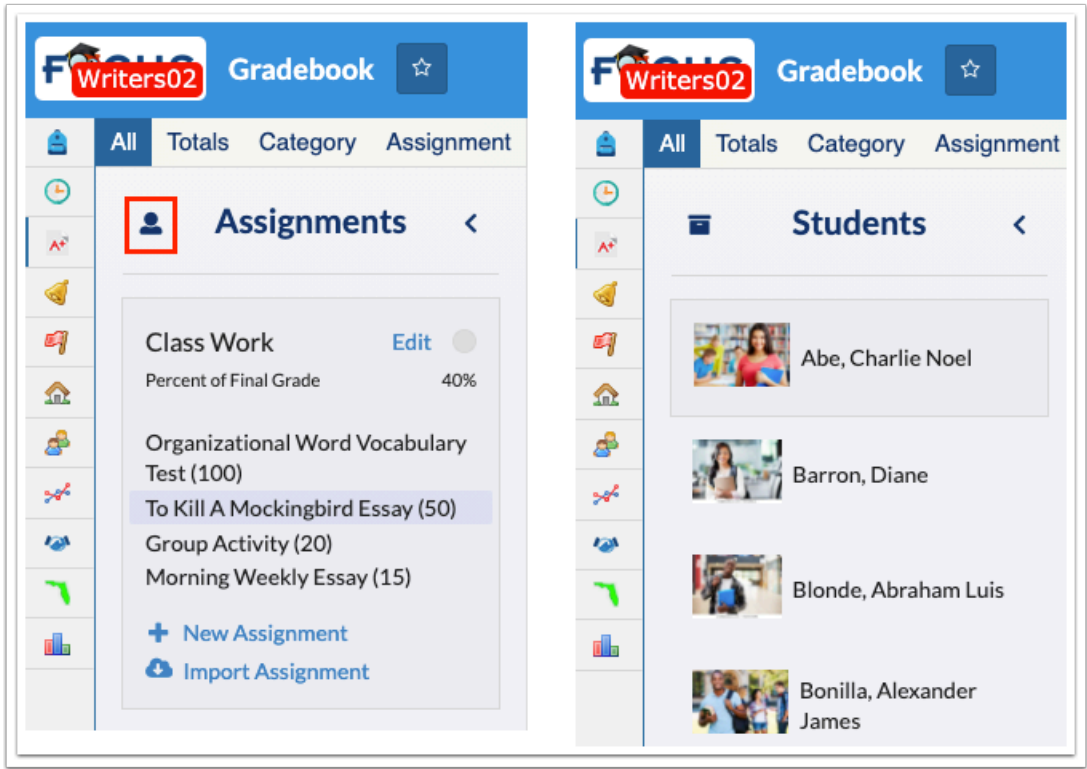 Writers02
Gradebook
All Totals Category Assignment
A+
Assignments
Class Work Edit
Percent of Final Grade 40%
Organizational Word Vocabulary
Test (100)
To Kill A Mockingbird Essay (50)
Group Activity (20)
Morning Weekly Essay (15)
New Assignment
Import Assignment
Writers02
Gradebook
All Totals Category Assignment
A+
Students
Abe, Charlie Noel
Barron, Diane
Blonde, Abraham Luis
Bonilla, Alexander
James